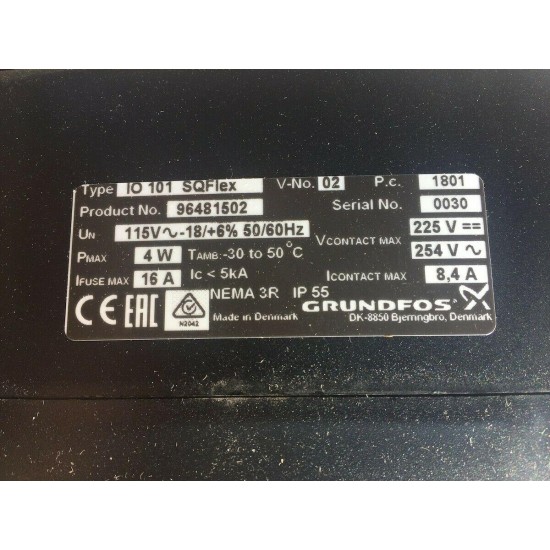 Type IO 101 SQFlex V-No. 02 P.c. 1801
Product No. 96481502 Serial No. 0030
UN 115V∿ -18/+6% 50/60Hz VCONTACT MAX 225 V ⎓
254 V ∿
PMAX 4 W TAMB: -30 to 50°C
IFUSE MAX 16 A Ic < 5kA ICONTACT MAX 8,4 A
NEMA 3R IP 55 GRUNDFOS
CE EAC N2042 Made in Denmark DK-8850 Bjerringbro, Denmark